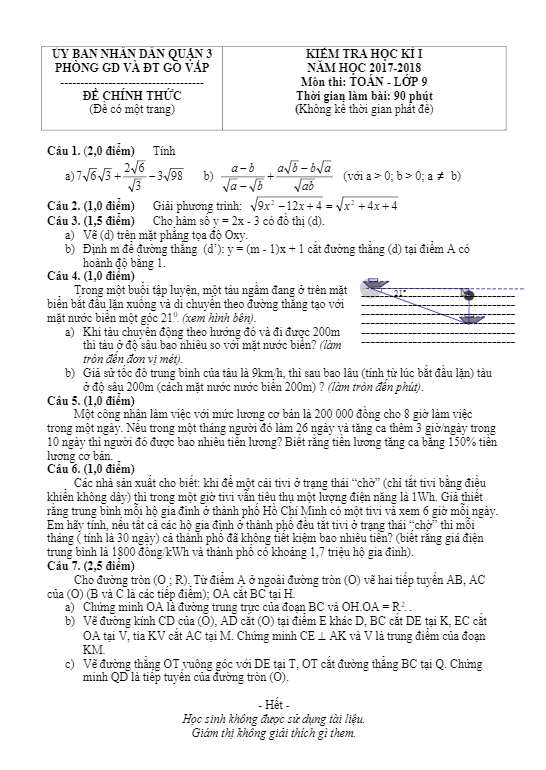 ỦY BAN NHÂN DÂN QUẬN 3
PHÒNG GD VÀ ĐT GÒ VẤP
----------------------------------
ĐỀ CHÍNH THỨC
(Đề có một trang)
KIỂM TRA HỌC KÌ I
NĂM HỌC 2017-2018
Môn thi: TOÁN - LỚP 9
Thời gian làm bài: 90 phút
(Không kể thời gian phát đề)
Câu 1. (2,0 điểm) Tính
a) 7√6√3 + 2√6/√3 − 3√98 b) (a − b)/(√a − √b) + (a√b − b√a)/√(ab) (với a > 0; b > 0; a ≠ b)
Câu 2. (1,0 điểm) Giải phương trình: √(9x² −12x + 4) = √(x² + 4x + 4)
Câu 3. (1,5 điểm) Cho hàm số y = 2x - 3 có đồ thị (d).
a) Vẽ (d) trên mặt phẳng tọa độ Oxy.
b) Định m để đường thẳng (d’): y = (m - 1)x + 1 cắt đường thẳng (d) tại điểm A có
hoành độ bằng 1.
Câu 4. (1,0 điểm)
Trong một buổi tập luyện, một tàu ngầm đang ở trên mặt
biển bắt đầu lặn xuống và di chuyển theo đường thẳng tạo với
mặt nước biển một góc 21⁰. (xem hình bên).
21°
a) Khi tàu chuyển động theo hướng đó và đi được 200m
thì tàu ở độ sâu bao nhiêu so với mặt nước biển? (làm
tròn đến đơn vị mét).
b) Giả sử tốc độ trung bình của tàu là 9km/h, thì sau bao lâu (tính từ lúc bắt đầu lặn) tàu
ở độ sâu 200m (cách mặt nước nước biển 200m) ? (làm tròn đến phút).
Câu 5. (1,0 điểm)
Một công nhân làm việc với mức lương cơ bản là 200 000 đồng cho 8 giờ làm việc
trong một ngày. Nếu trong một tháng người đó làm 26 ngày và tăng ca thêm 3 giờ/ngày trong
10 ngày thì người đó được bao nhiêu tiền lương? Biết rằng tiền lương tăng ca bằng 150% tiền
lương cơ bản.
Câu 6. (1,0 điểm)
Các nhà sản xuất cho biết: khi để một cái tivi ở trạng thái “chờ” (chỉ tắt tivi bằng điều
khiển không dây) thì trong một giờ tivi vẫn tiêu thụ một lượng điện năng là 1Wh. Giả thiết
rằng trung bình mỗi hộ gia đình ở thành phố Hồ Chí Minh có một tivi và xem 6 giờ mỗi ngày.
Em hãy tính, nếu tất cả các hộ gia đình ở thành phố đều tắt tivi ở trạng thái “chờ” thì mỗi
tháng ( tính là 30 ngày) cả thành phố đã không tiết kiệm bao nhiêu tiền? (biết rằng giá điện
trung bình là 1800 đồng/kWh và thành phố có khoảng 1,7 triệu hộ gia đình).
Câu 7. (2,5 điểm)
Cho đường tròn (O ; R). Từ điểm A ở ngoài đường tròn (O) vẽ hai tiếp tuyến AB, AC
của (O) (B và C là các tiếp điểm); OA cắt BC tại H.
a) Chứng minh OA là đường trung trực của đoạn BC và OH.OA = R². .
b) Vẽ đường kính CD của (O), AD cắt (O) tại điểm E khác D, BC cắt DE tại K, EC cắt
OA tại V, tia KV cắt AC tại M. Chứng minh CE ⊥ AK và V là trung điểm của đoạn
KM.
c) Vẽ đường thẳng OT vuông góc với DE tại T, OT cắt đường thẳng BC tại Q. Chứng
minh QD là tiếp tuyến của đường tròn (O).
- Hết -
Học sinh không được sử dụng tài liệu.
Giám thị không giải thích gì thêm.